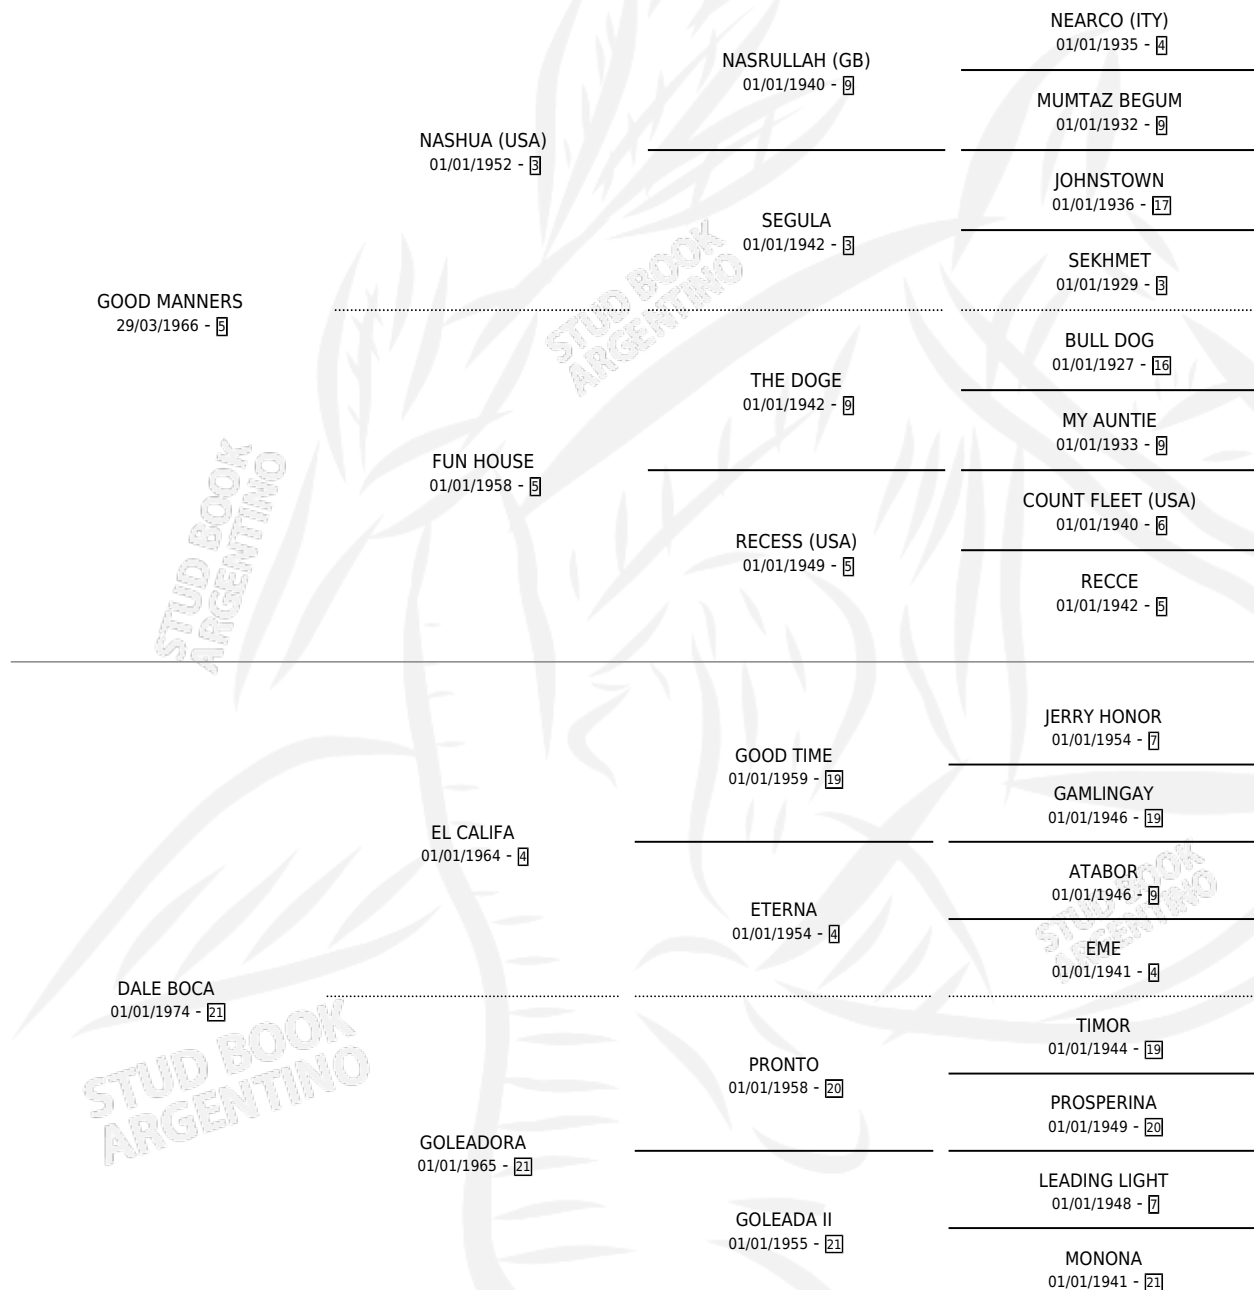 NEARCO (ITY)
01/01/1935 - 4
NASRULLAH (GB)
01/01/1940 - 9
MUMTAZ BEGUM
01/01/1932 - 9
NASHUA (USA)
01/01/1952 - 3
JOHNSTOWN
01/01/1936 - 17
SEGULA
01/01/1942 - 3
SEKHMET
01/01/1929 - 3
GOOD MANNERS
29/03/1966 - 5
STUD BOOK
ARGENTINO
BULL DOG
01/01/1927 - 16
THE DOGE
01/01/1942 - 9
MY AUNTIE
01/01/1933 - 9
FUN HOUSE
01/01/1958 - 5
COUNT FLEET (USA)
01/01/1940 - 6
RECESS (USA)
01/01/1949 - 5
RECCE
01/01/1942 - 5
STUD BOOK
ARGENTINO
JERRY HONOR
01/01/1954 - 7
GOOD TIME
01/01/1959 - 19
GAMLINGAY
01/01/1946 - 19
EL CALIFA
01/01/1964 - 4
ATABOR
01/01/1946 - 9
ETERNA
01/01/1954 - 4
STUD BOOK
ARGENTINO
EME
01/01/1941 - 4
DALE BOCA
01/01/1974 - 21
STUD BOOK
ARGENTINO
TIMOR
01/01/1944 - 19
PRONTO
01/01/1958 - 20
PROSPERINA
01/01/1949 - 20
GOLEADORA
01/01/1965 - 21
LEADING LIGHT
01/01/1948 - 7
GOLEADA II
01/01/1955 - 21
MONONA
01/01/1941 - 21